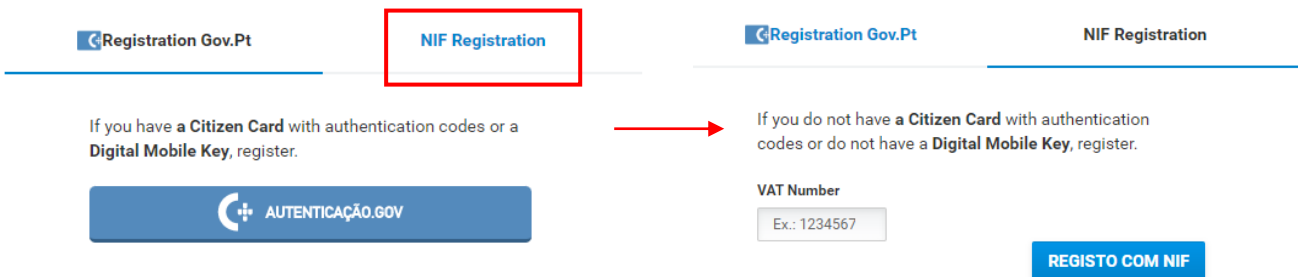 Registration Gov.Pt
NIF Registration
If you have a Citizen Card with authentication codes or a
Digital Mobile Key, register.
AUTENTICAÇÃO.GOV
Registration Gov.Pt
NIF Registration
If you do not have a Citizen Card with authentication
codes or do not have a Digital Mobile Key, register.
VAT Number
Ex.: 1234567
REGISTO COM NIF